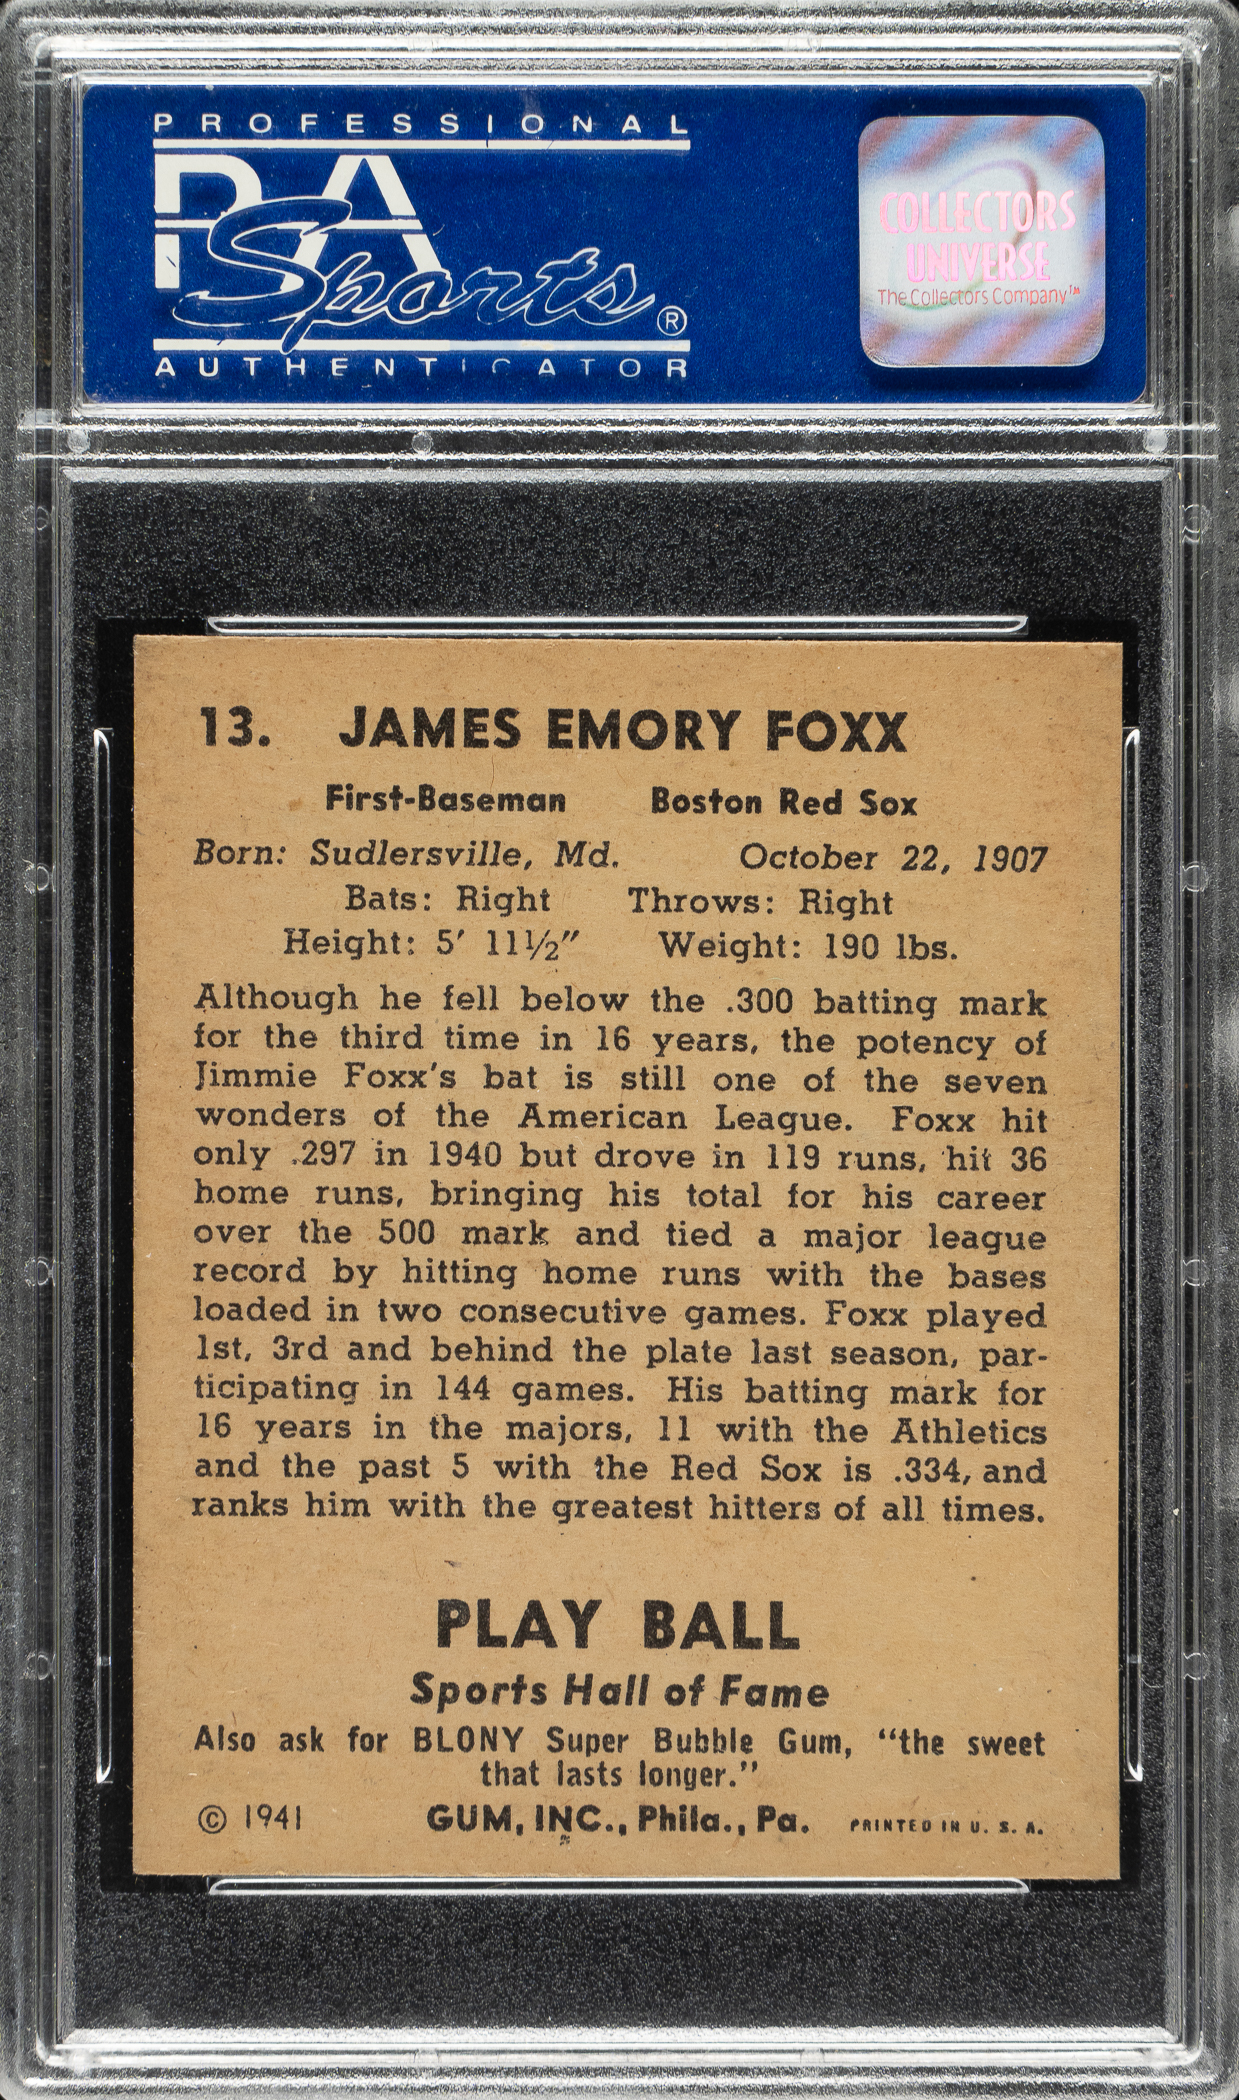 PROFESSIONAL
PSA
Sports®
AUTHENTICATOR
COLLECTORS
UNIVERSE
The Collectors Company™
13. JAMES EMORY FOXX
First-Baseman Boston Red Sox
Born: Sudlersville, Md. October 22, 1907
Bats: Right Throws: Right
Height: 5′ 11½″ Weight: 190 lbs.
Although he fell below the .300 batting mark
for the third time in 16 years, the potency of
Jimmie Foxx's bat is still one of the seven
wonders of the American League. Foxx hit
only .297 in 1940 but drove in 119 runs, hit 36
home runs, bringing his total for his career
over the 500 mark and tied a major league
record by hitting home runs with the bases
loaded in two consecutive games. Foxx played
1st, 3rd and behind the plate last season, par-
ticipating in 144 games. His batting mark for
16 years in the majors, 11 with the Athletics
and the past 5 with the Red Sox is .334, and
ranks him with the greatest hitters of all times.
PLAY BALL
Sports Hall of Fame
Also ask for BLONY Super Bubble Gum, “the sweet
that lasts longer.”
© 1941 GUM, INC., Phila., Pa. PRINTED IN U. S. A.